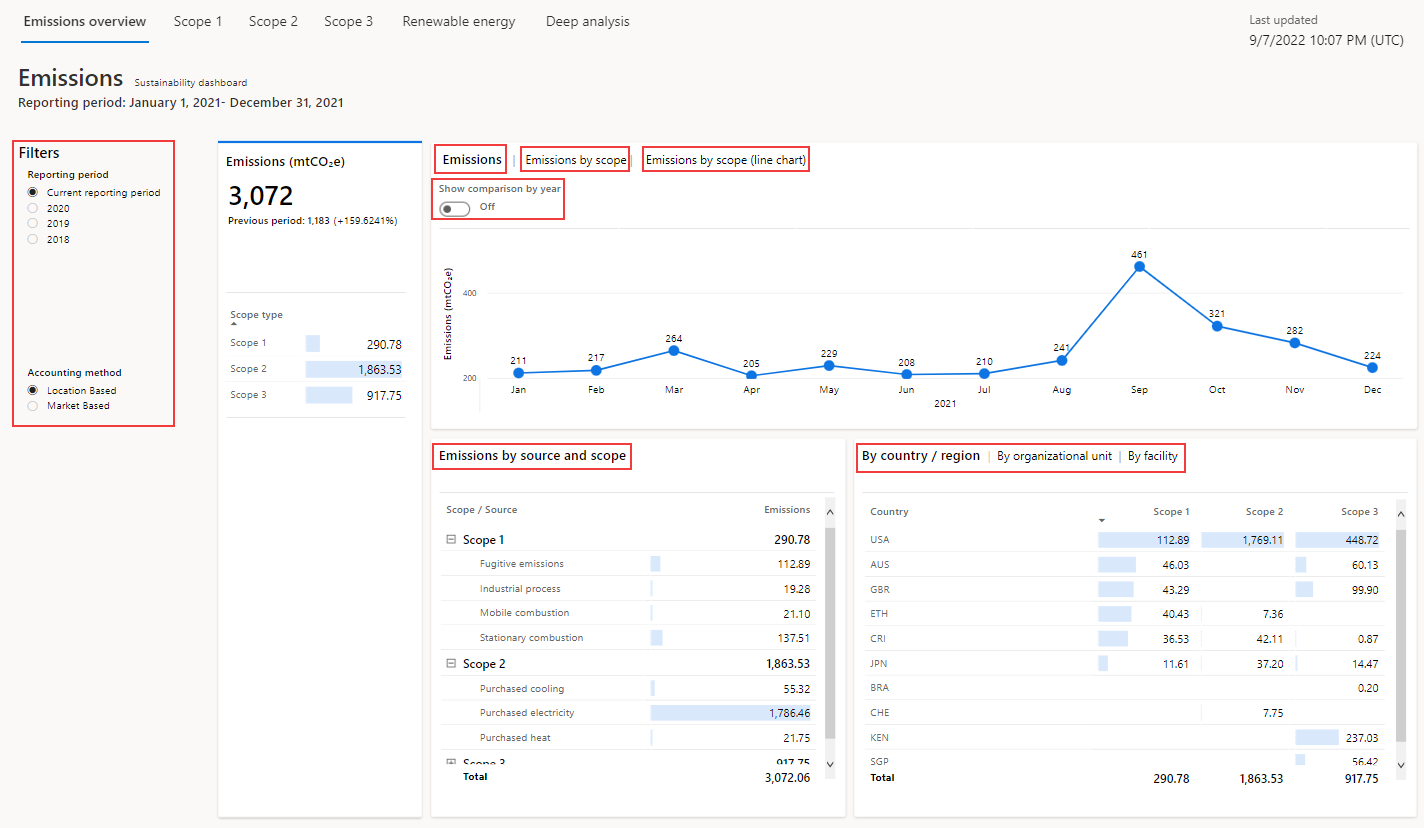 Emissions overview Scope 1 Scope 2 Scope 3 Renewable energy Deep analysis
Last updated
9/7/2022 10:07 PM (UTC)
Emissions Sustainability dashboard
Reporting period: January 1, 2021- December 31, 2021
Filters
Reporting period
Current reporting period
2020
2019
2018
Accounting method
Location Based
Market Based
Emissions (mtCO₂e)
3,072
Previous period: 1,183 (+159.6241%)
Scope type
Scope 1 290.78
Scope 2 1,863.53
Scope 3 917.75
Emissions | Emissions by scope | Emissions by scope (line chart)
Show comparison by year
Off
Emissions (mtCO₂e)
400
200
211 217 264 205 229 208 210 241 461 321 282 224
Jan Feb Mar Apr May Jun Jul Aug Sep Oct Nov Dec
2021
Emissions by source and scope
Scope / Source Emissions
Scope 1 290.78
Fugitive emissions 112.89
Industrial process 19.28
Mobile combustion 21.10
Stationary combustion 137.51
Scope 2 1,863.53
Purchased cooling 55.32
Purchased electricity 1,786.46
Purchased heat 21.75
Scope 3 917.75
Total 3,072.06
By country / region | By organizational unit | By facility
Country Scope 1 Scope 2 Scope 3
USA 112.89 1,769.11 448.72
AUS 46.03 60.13
GBR 43.29 99.90
ETH 40.43 7.36
CRI 36.53 42.11 0.87
JPN 11.61 37.20 14.47
BRA 0.20
CHE 7.75
KEN 237.03
SGP 56.42
Total 290.78 1,863.53 917.75